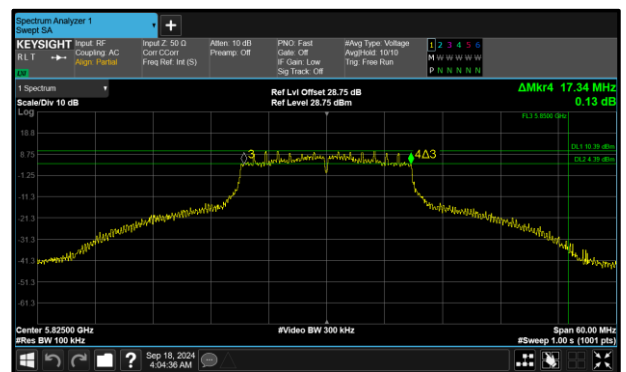 Spectrum Analyzer 1
Swept SA
+
KEYSIGHT
Input: RF
Input Z: 50 Ω
Atten: 10 dB
PNO: Fast
#Avg Type: Voltage
1 2 3 4 5 6
R L T
Coupling: AC
Corr CCorr
Preamp: Off
Gate: Off
Avg|Hold: 10/10
M W W W W W
Align: Partial
Freq Ref: Int (S)
IF Gain: Low
Trig: Free Run
Sig Track: Off
P N N N N N
1 Spectrum
Scale/Div 10 dB
Ref Lvl Offset 28.75 dB
Ref Level 28.75 dBm
ΔMkr4 17.34 MHz
0.13 dB
Log
FL3 5.8500 GHz
18.8
DL1 10.39 dBm
8.75
3
4Δ3
DL2 4.39 dBm
-1.25
-11.3
-21.3
-31.3
-41.3
-51.3
-61.3
Center 5.82500 GHz
#Video BW 300 kHz
Span 60.00 MHz
#Res BW 100 kHz
#Sweep 1.00 s (1001 pts)
?
Sep 18, 2024
4:04:36 AM